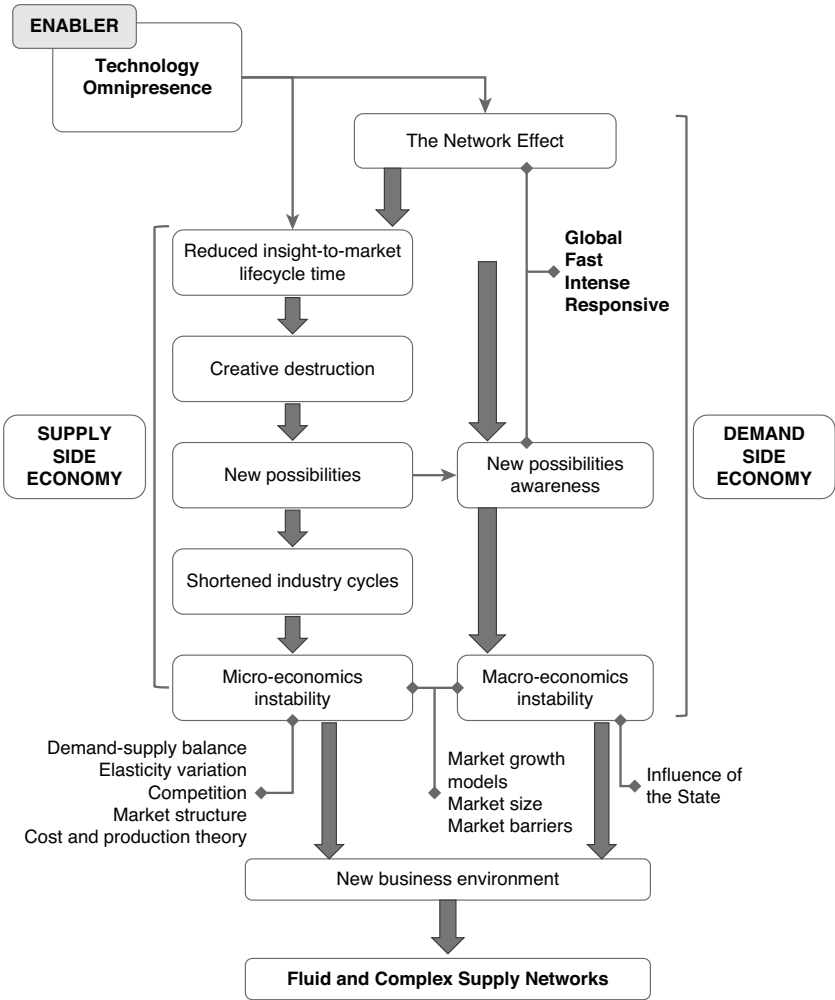 ENABLER
Technology
Omnipresence
The Network Effect
Reduced insight-to-market
lifecycle time
Global
Fast
Intense
Responsive
Creative destruction
SUPPLY
SIDE
ECONOMY
New possibilities
New possibilities
awareness
DEMAND
SIDE
ECONOMY
Shortened industry cycles
Micro-economics
instability
Macro-economics
instability
Demand-supply balance
Elasticity variation
Competition
Market structure
Cost and production theory
Market growth
models
Market size
Market barriers
Influence of
the State
New business environment
Fluid and Complex Supply Networks